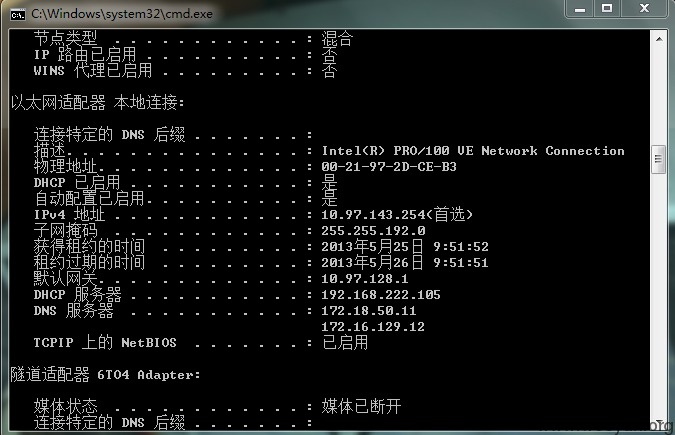 C:\Windows\system32\cmd.exe
节点类型 . . . . . . . . . . . . : 混合
IP 路由已启用 . . . . . . . . . . : 否
WINS 代理已启用 . . . . . . . . . : 否
以太网适配器 本地连接:
连接特定的 DNS 后缀 . . . . . . . :
描述. . . . . . . . . . . . . . . : Intel(R) PRO/100 VE Network Connection
物理地址. . . . . . . . . . . . . : 00-21-97-2D-CE-B3
DHCP 已启用 . . . . . . . . . . . : 是
自动配置已启用. . . . . . . . . . : 是
IPv4 地址 . . . . . . . . . . . . : 10.97.143.254(首选)
子网掩码  . . . . . . . . . . . . : 255.255.192.0
获得租约的时间  . . . . . . . . . : 2013年5月25日 9:51:52
租约过期的时间  . . . . . . . . . : 2013年5月26日 9:51:51
默认网关. . . . . . . . . . . . . : 10.97.128.1
DHCP 服务器 . . . . . . . . . . . : 192.168.222.105
DNS 服务器  . . . . . . . . . . . : 172.18.50.11
172.16.129.12
TCPIP 上的 NetBIOS  . . . . . . . : 已启用
隧道适配器 6TO4 Adapter:
媒体状态  . . . . . . . . . . . . : 媒体已断开
连接特定的 DNS 后缀 . . . . . . . :